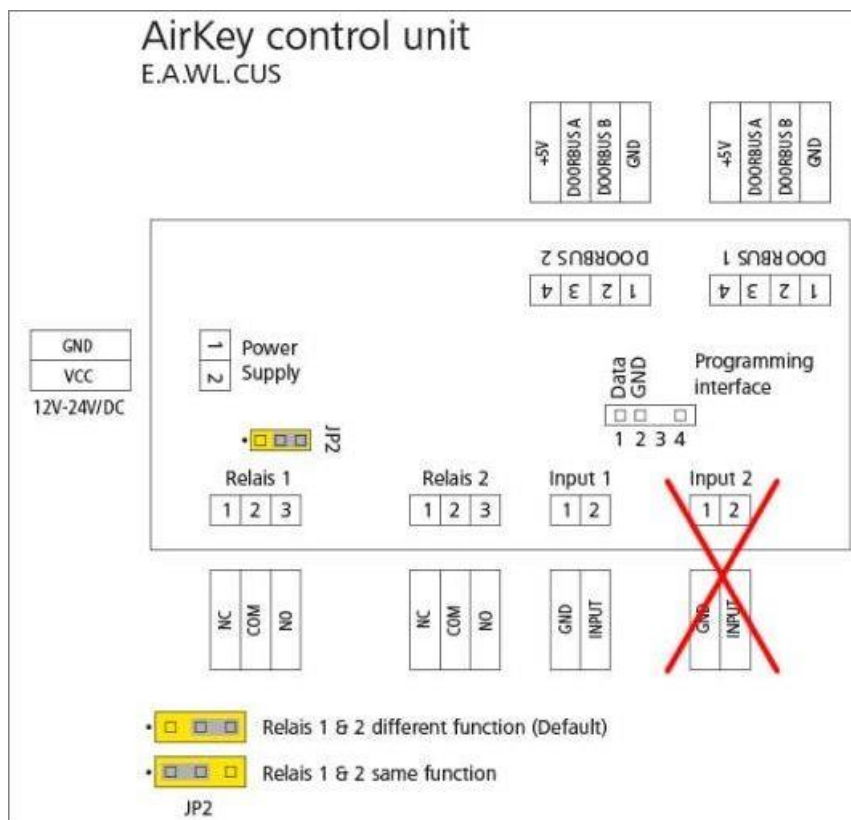 AirKey control unit
E.A.WL.CUS
+5V DOORBUS A DOORBUS B GND
+5V DOORBUS A DOORBUS B GND
DOORBUS 2
DOORBUS 1
4 3 2 1
4 3 2 1
GND
VCC
12V-24V/DC
1
2
Power
Supply
Data
GND
Programming
interface
1 2 3 4
JP2
Relais 1
Relais 2
Input 1
Input 2
1 2 3
1 2 3
1 2
1 2
NC COM NO
NC COM NO
GND INPUT
GND INPUT
Relais 1 & 2 different function (Default)
Relais 1 & 2 same function
JP2